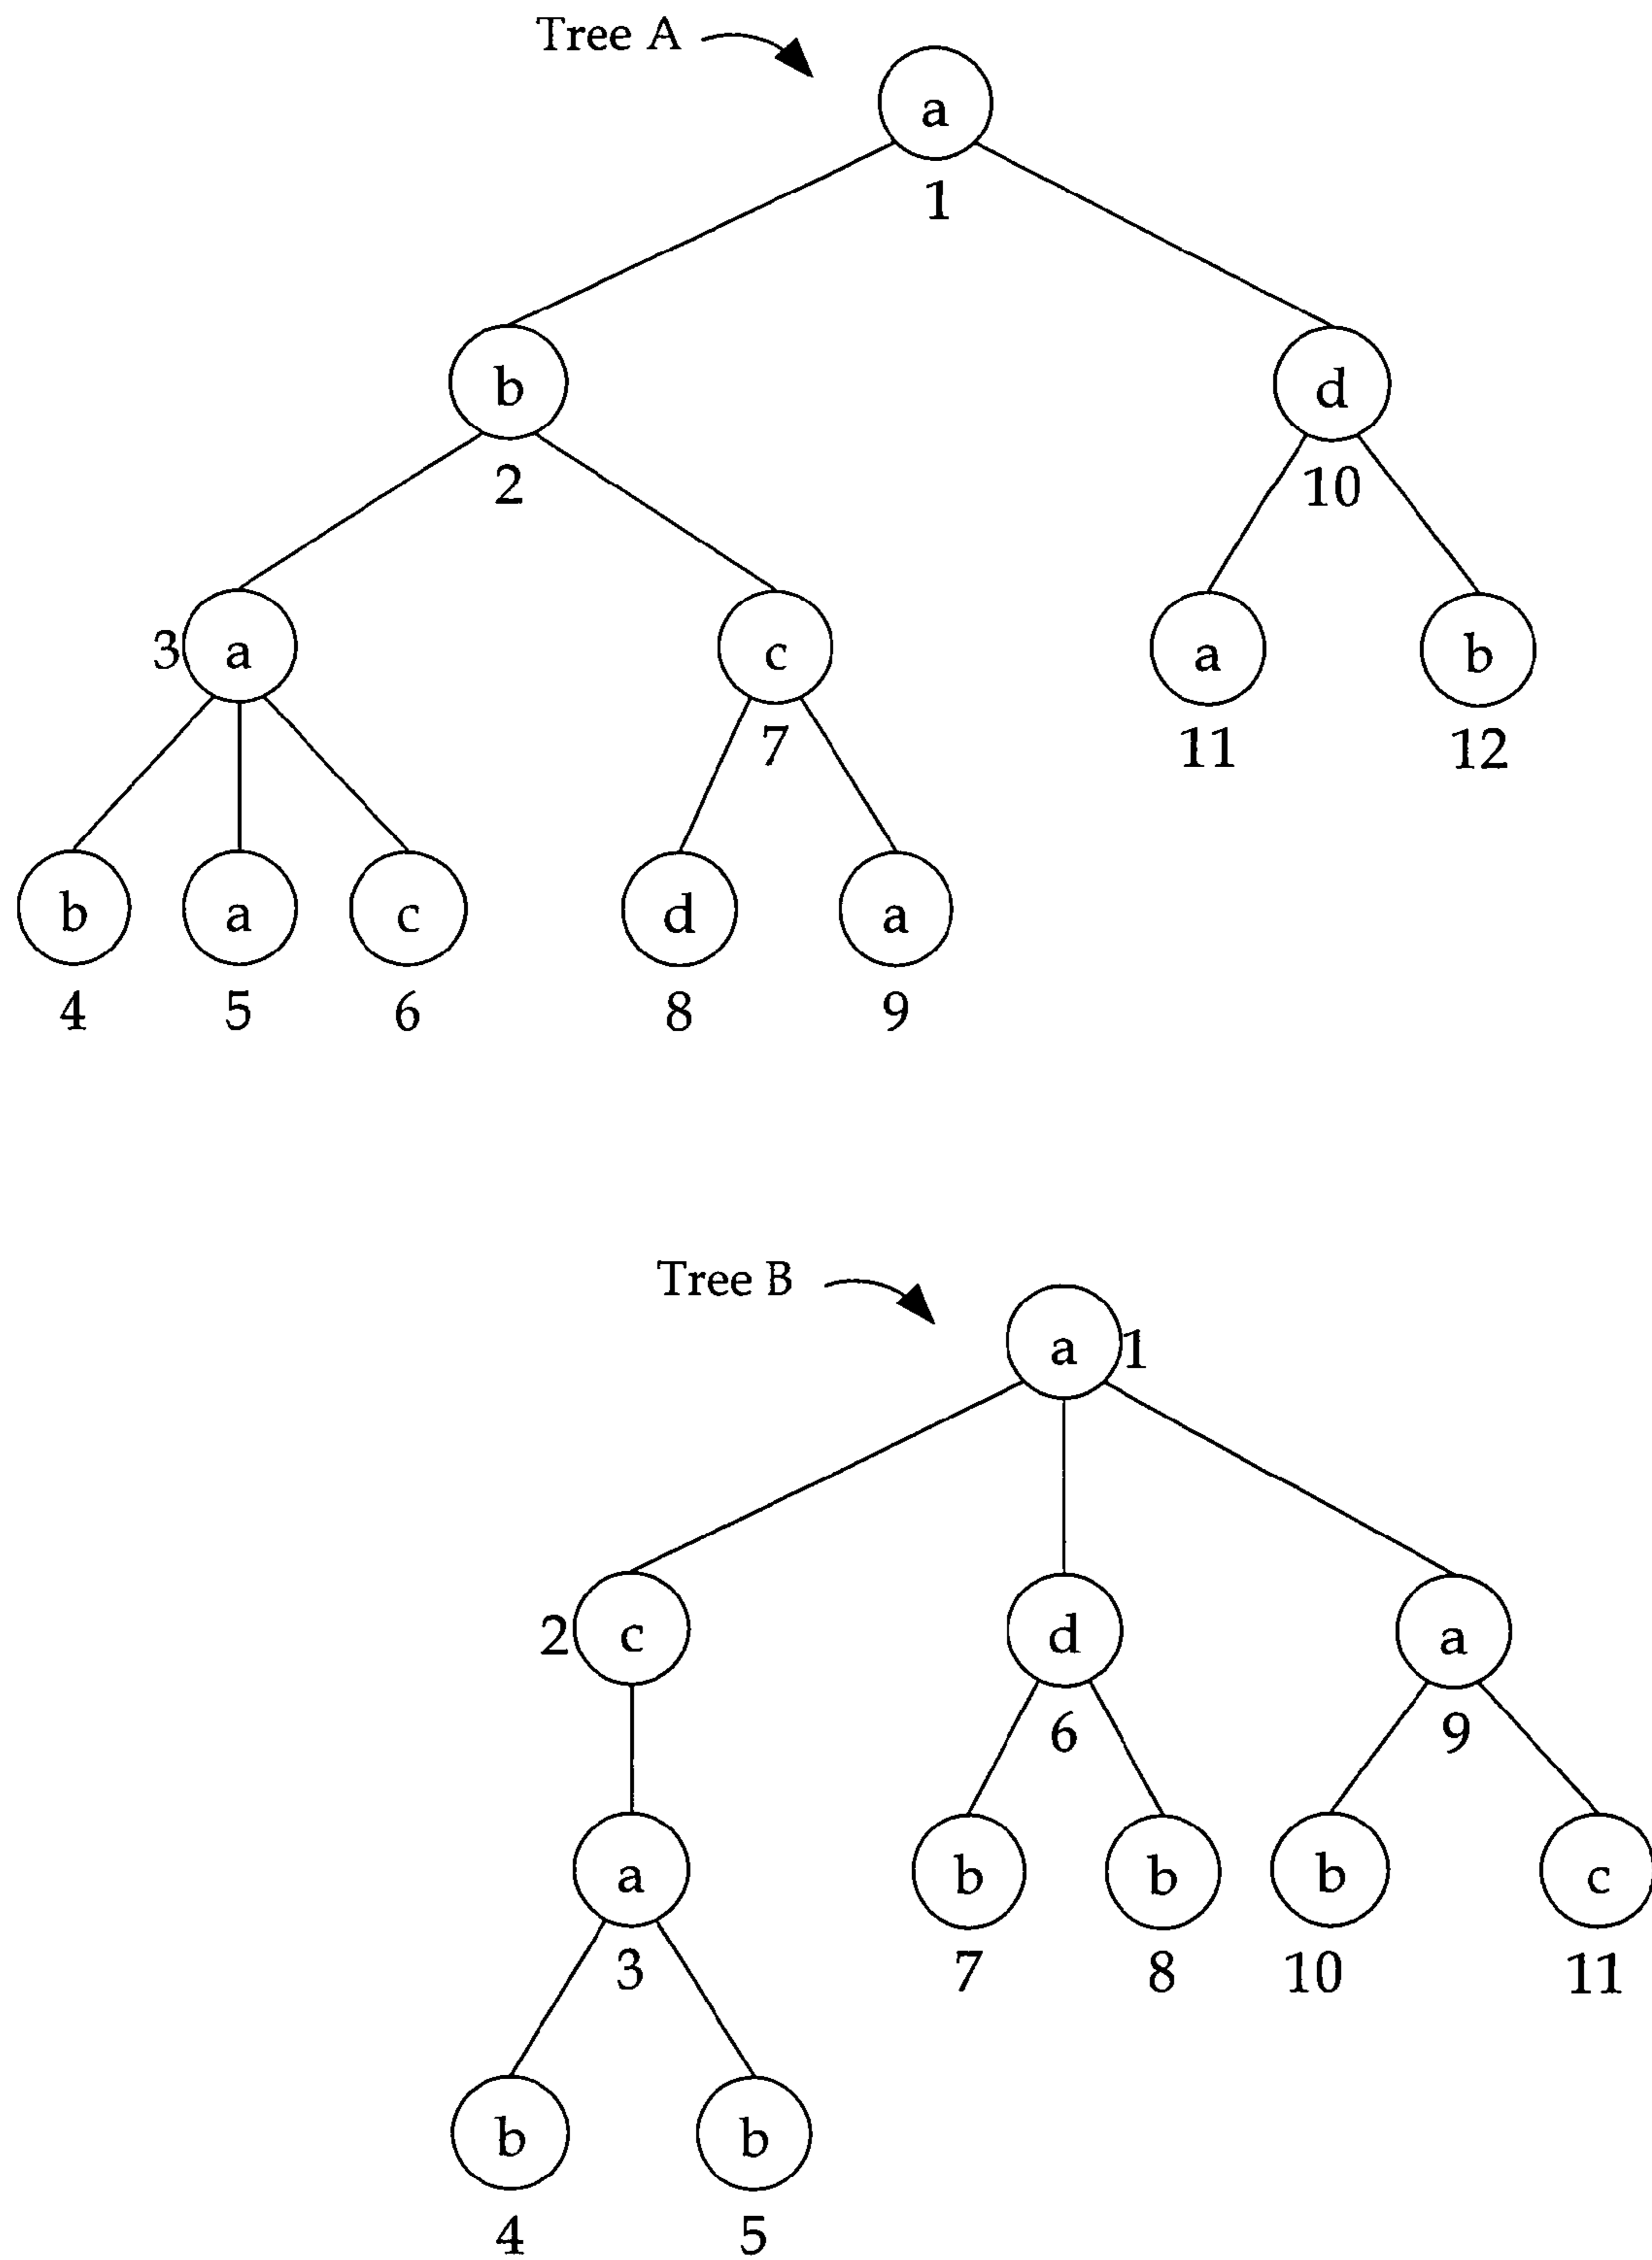 Tree A
a
1
b d
2 10
3 a c a b
7 11 12
b a c d a
4 5 6 8 9
Tree B
a 1
2 c d a
6 9
a b b b c
3 7 8 10 11
b b
4 5